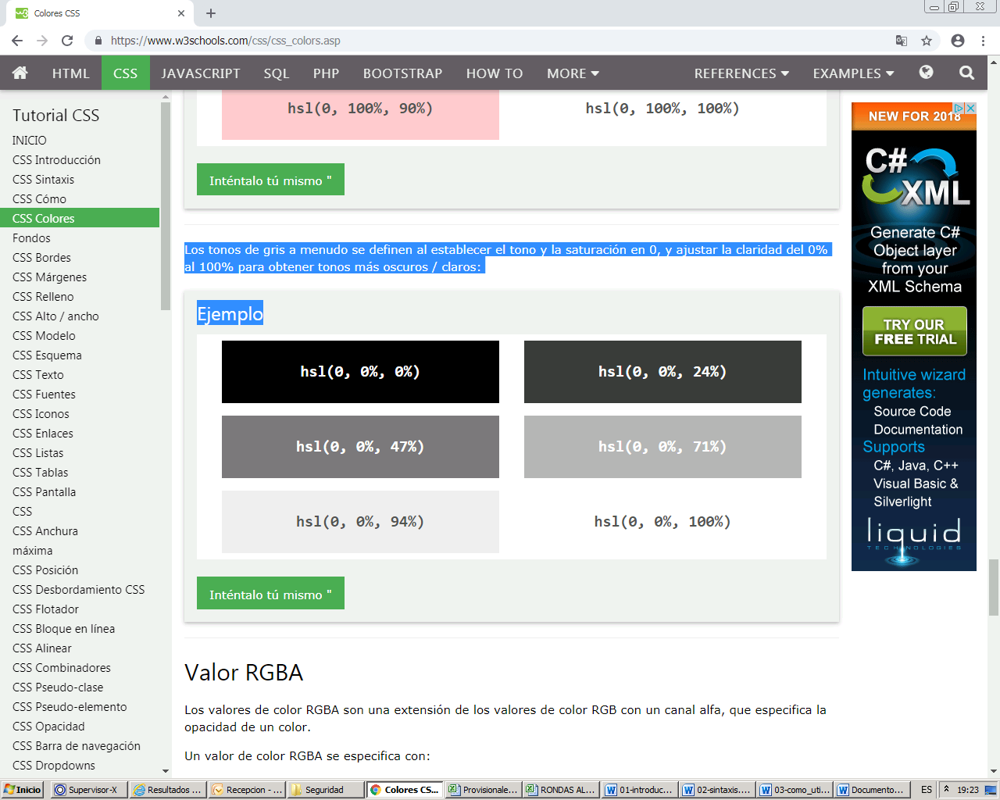 Colores CSS
https://www.w3schools.com/css/css_colors.asp
HTML CSS JAVASCRIPT SQL PHP BOOTSTRAP HOW TO MORE REFERENCES EXAMPLES
Tutorial CSS
INICIO
CSS Introducción
CSS Sintaxis
CSS Cómo
CSS Colores
Fondos
CSS Bordes
CSS Márgenes
CSS Relleno
CSS Alto / ancho
CSS Modelo
CSS Esquema
CSS Texto
CSS Fuentes
CSS Iconos
CSS Enlaces
CSS Listas
CSS Tablas
CSS Pantalla
CSS
CSS Anchura
máxima
CSS Posición
CSS Desbordamiento CSS
CSS Flotador
CSS Bloque en línea
CSS Alinear
CSS Combinadores
CSS Pseudo-clase
CSS Pseudo-elemento
CSS Opacidad
CSS Barra de navegación
CSS Dropdowns
hsl(0, 100%, 90%) hsl(0, 100%, 100%)
Inténtalo tú mismo "
Los tonos de gris a menudo se definen al establecer el tono y la saturación en 0, y ajustar la claridad del 0%
al 100% para obtener tonos más oscuros / claros:
Ejemplo
hsl(0, 0%, 0%) hsl(0, 0%, 24%)
hsl(0, 0%, 47%) hsl(0, 0%, 71%)
hsl(0, 0%, 94%) hsl(0, 0%, 100%)
Inténtalo tú mismo "
Valor RGBA
Los valores de color RGBA son una extensión de los valores de color RGB con un canal alfa, que especifica la
opacidad de un color.
Un valor de color RGBA se especifica con:
NEW FOR 2018
C#
XML
Generate C#
Object layer
from your
XML Schema
TRY OUR
FREE TRIAL
Intuitive wizard
generates:
Source Code
Documentation
Supports
C#, Java, C++
Visual Basic &
Silverlight
liquid
TECHNOLOGIES
Inicio Supervisor-X Resultados ... Recepcion - ... Seguridad Colores CS... Provisionale... RONDAS AL... 01-introduc... 02-sintaxis.... 03-como_uti... Documento... ES 19:23